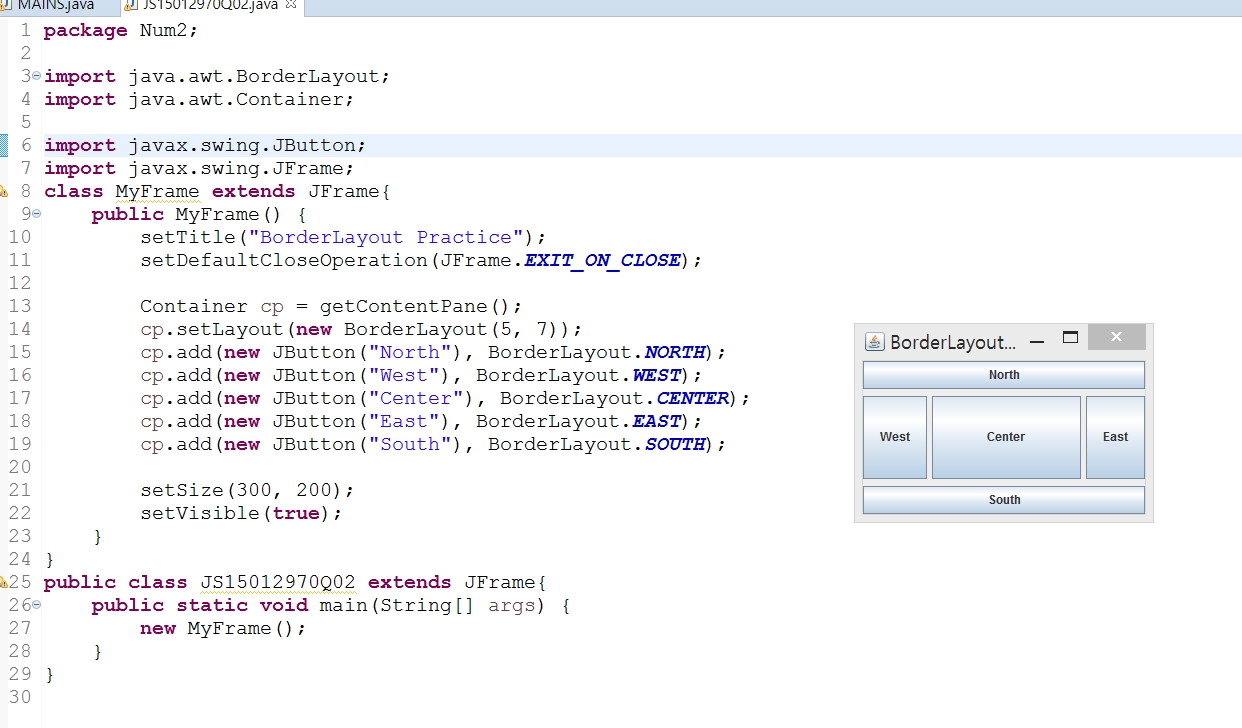 MAINS.java JS15012970Q02.java
1 package Num2;
2
3 import java.awt.BorderLayout;
4 import java.awt.Container;
5
6 import javax.swing.JButton;
7 import javax.swing.JFrame;
8 class MyFrame extends JFrame{
9 public MyFrame() {
10 setTitle("BorderLayout Practice");
11 setDefaultCloseOperation(JFrame.EXIT_ON_CLOSE);
12
13 Container cp = getContentPane();
14 cp.setLayout(new BorderLayout(5, 7));
15 cp.add(new JButton("North"), BorderLayout.NORTH);
16 cp.add(new JButton("West"), BorderLayout.WEST);
17 cp.add(new JButton("Center"), BorderLayout.CENTER);
18 cp.add(new JButton("East"), BorderLayout.EAST);
19 cp.add(new JButton("South"), BorderLayout.SOUTH);
20
21 setSize(300, 200);
22 setVisible(true);
23 }
24 }
25 public class JS15012970Q02 extends JFrame{
26 public static void main(String[] args) {
27 new MyFrame();
28 }
29 }
30
BorderLayout...
North
West Center East
South